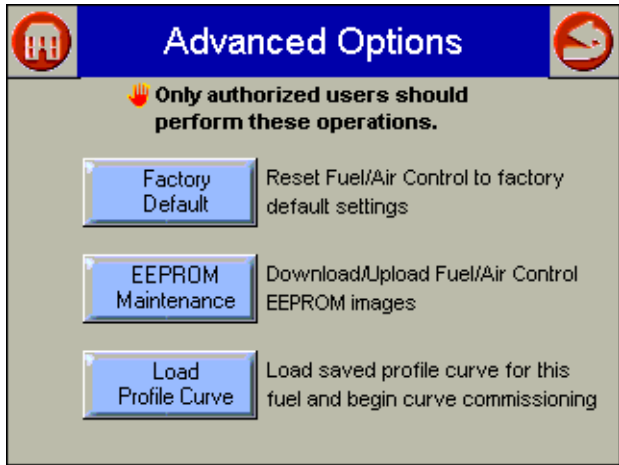 Advanced Options
Only authorized users should
perform these operations.
Factory
Default
Reset Fuel/Air Control to factory
default settings
EEPROM
Maintenance
Download/Upload Fuel/Air Control
EEPROM images
Load
Profile Curve
Load saved profile curve for this
fuel and begin curve commissioning